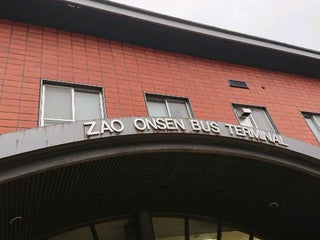 ZAO ONSEN BUS TERMINAL